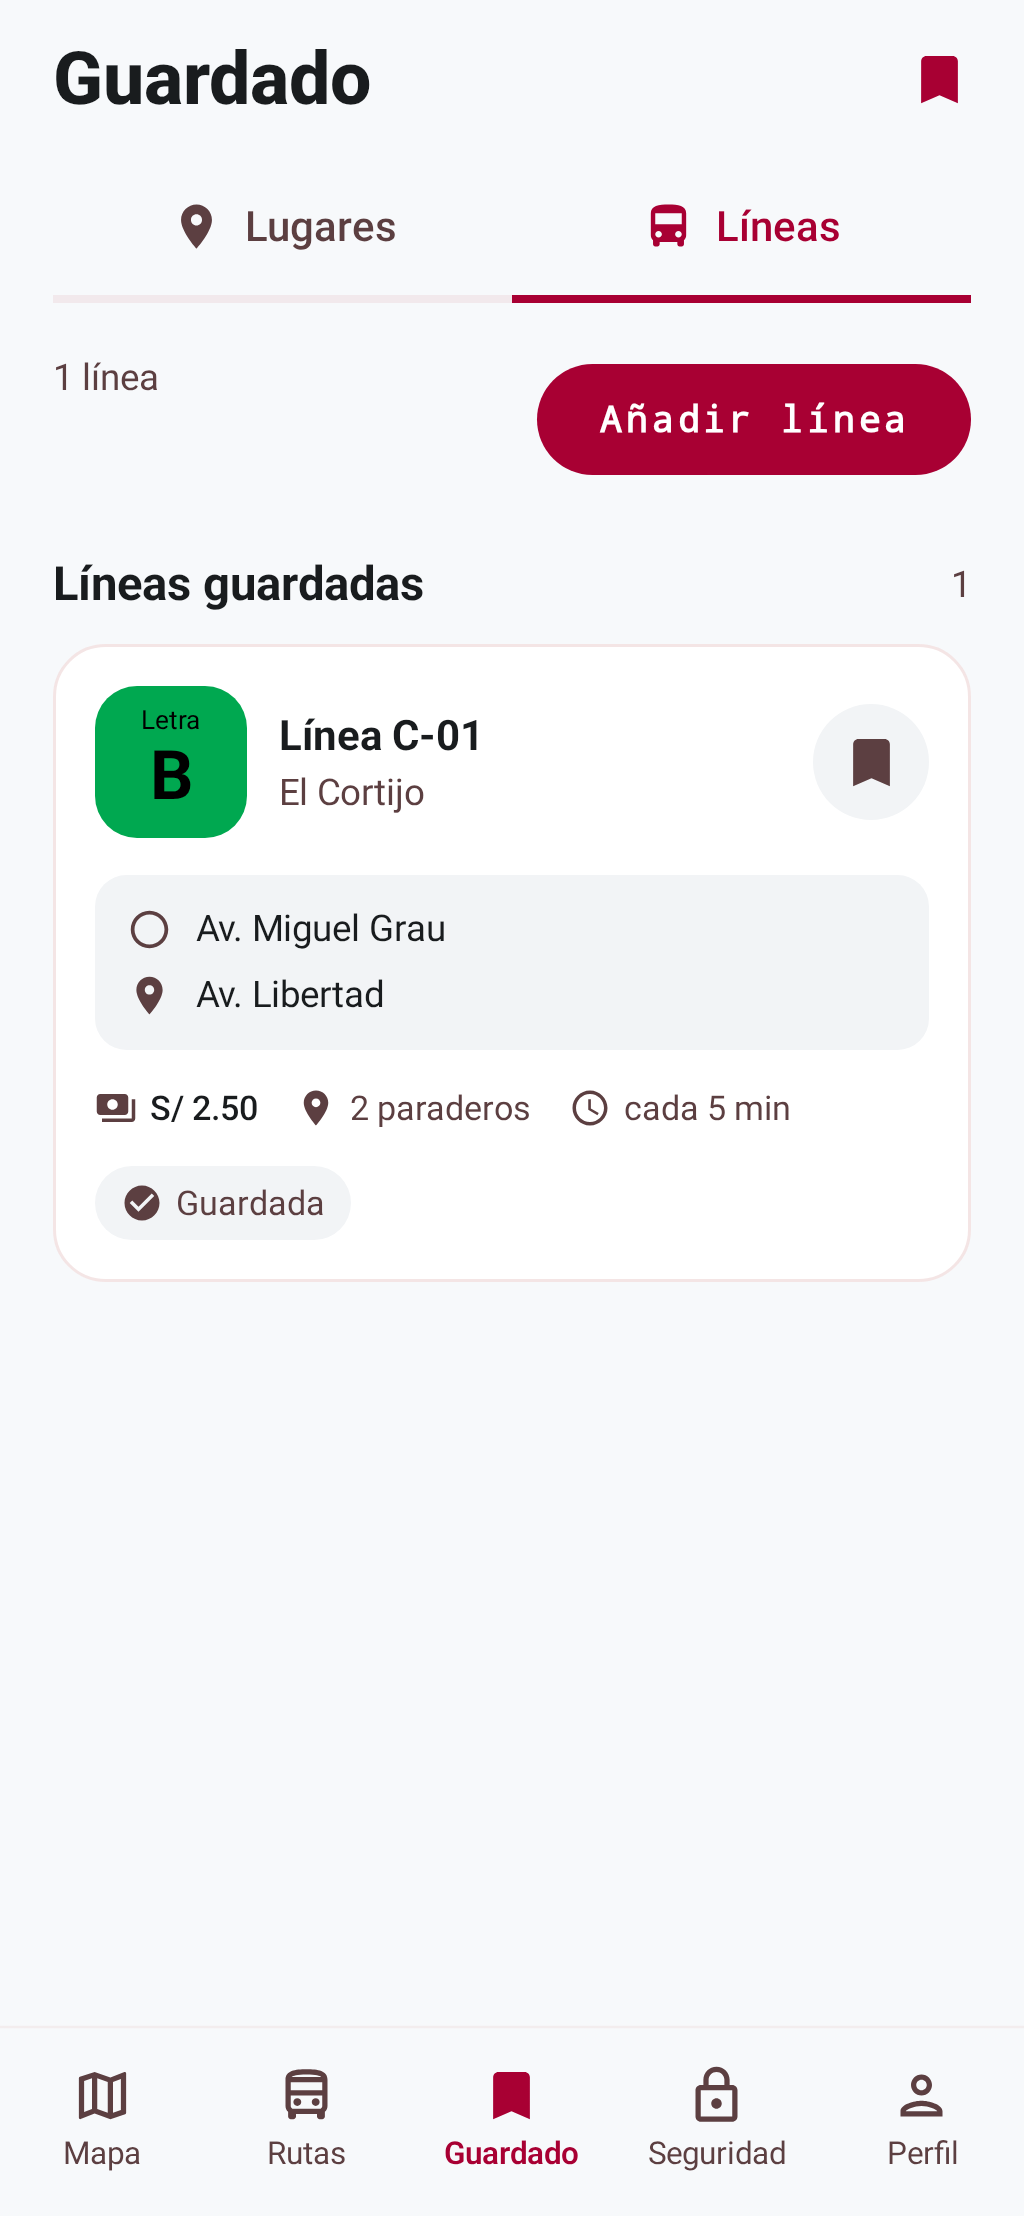 Guardado
Lugares
Líneas
1 línea
Añadir línea
Líneas guardadas
1
Letra
B
Línea C-01
El Cortijo
Av. Miguel Grau
Av. Libertad
S/ 2.50
2 paraderos
cada 5 min
Guardada
Mapa
Rutas
Guardado
Seguridad
Perfil